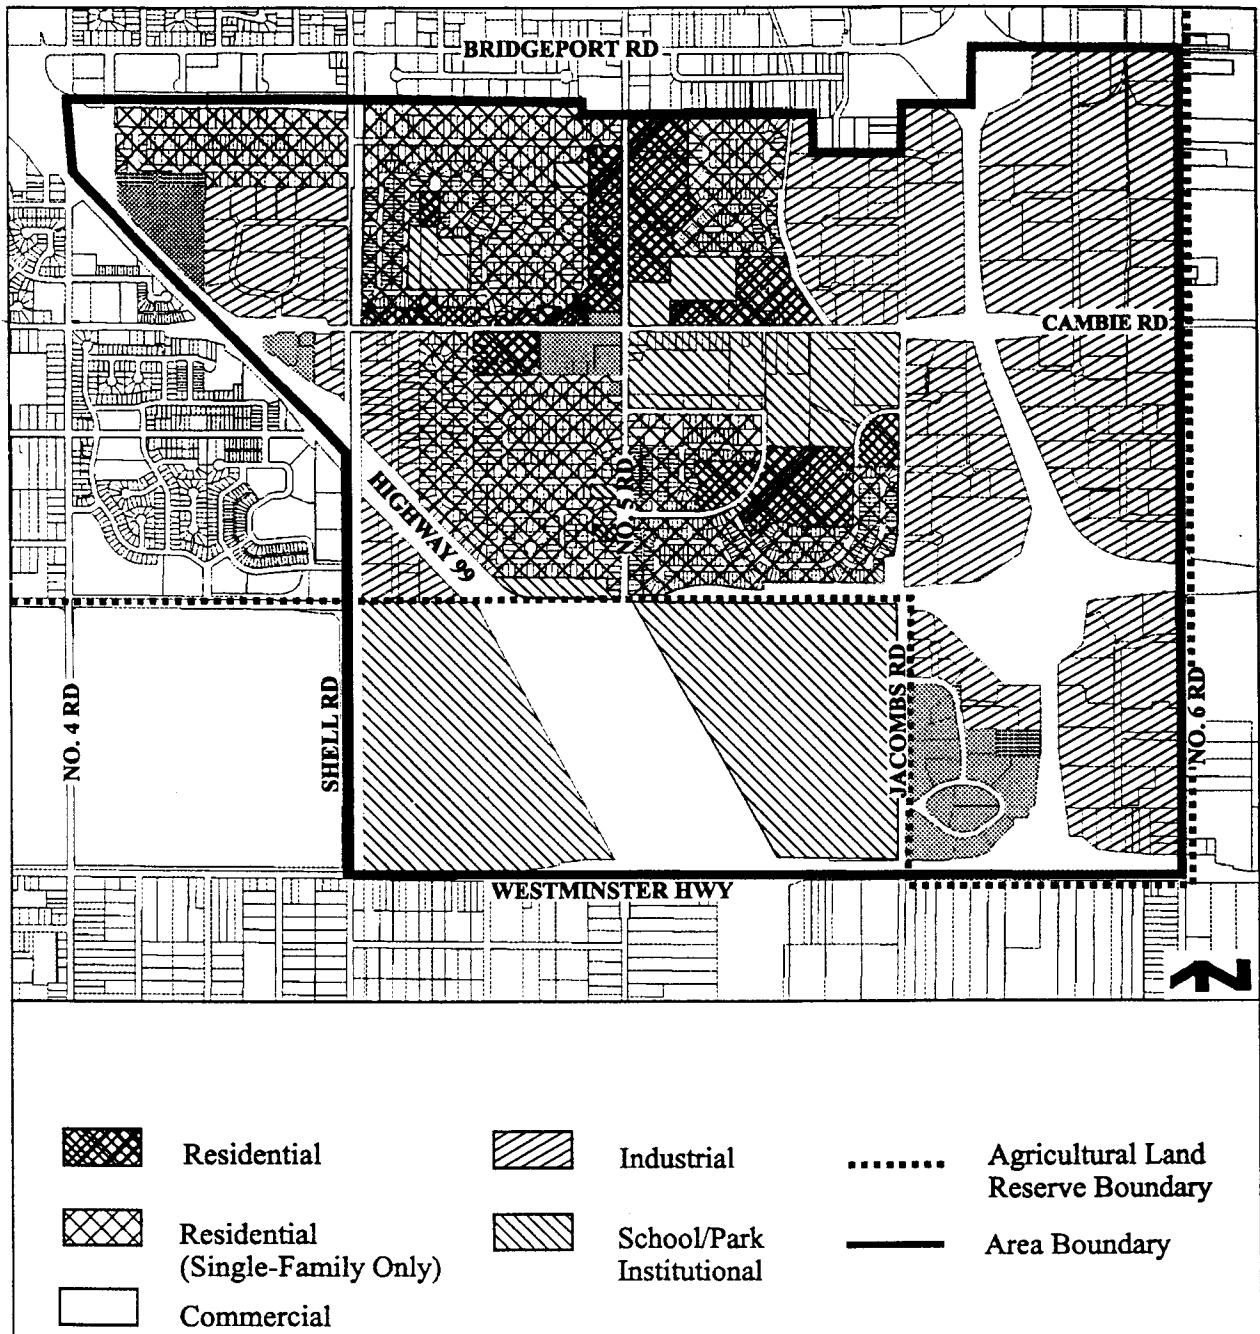 BRIDGEPORT RD
CAMBIE RD
HIGHWAY 99
NO. 5 RD
NO. 4 RD
SHELL RD
JACOMBS RD
NO. 6 RD
WESTMINSTER HWY
N
Residential
Residential
(Single-Family Only)
Commercial
Industrial
School/Park
Institutional
Agricultural Land
Reserve Boundary
Area Boundary